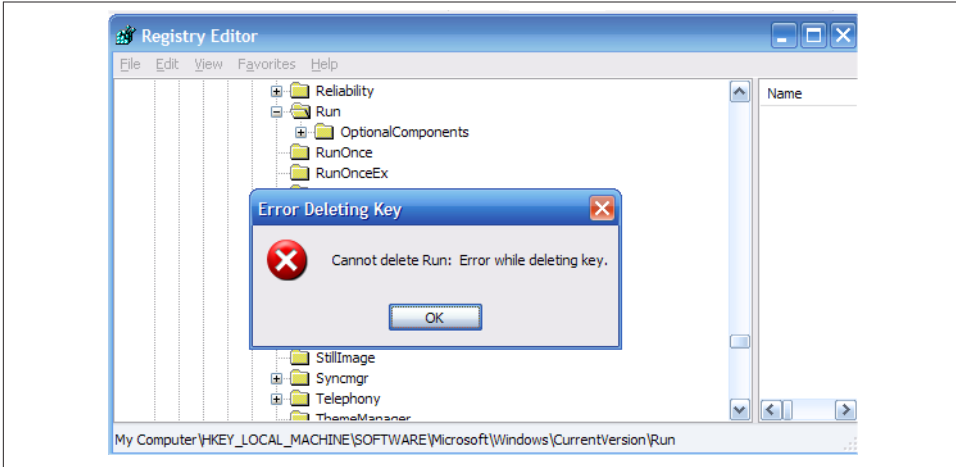 Registry Editor
File Edit View Favorites Help
Reliability
Run
OptionalComponents
RunOnce
RunOnceEx
Name
Error Deleting Key
Cannot delete Run: Error while deleting key.
OK
StillImage
Syncmgr
Telephony
ThemeManager
My Computer\HKEY_LOCAL_MACHINE\SOFTWARE\Microsoft\Windows\CurrentVersion\Run